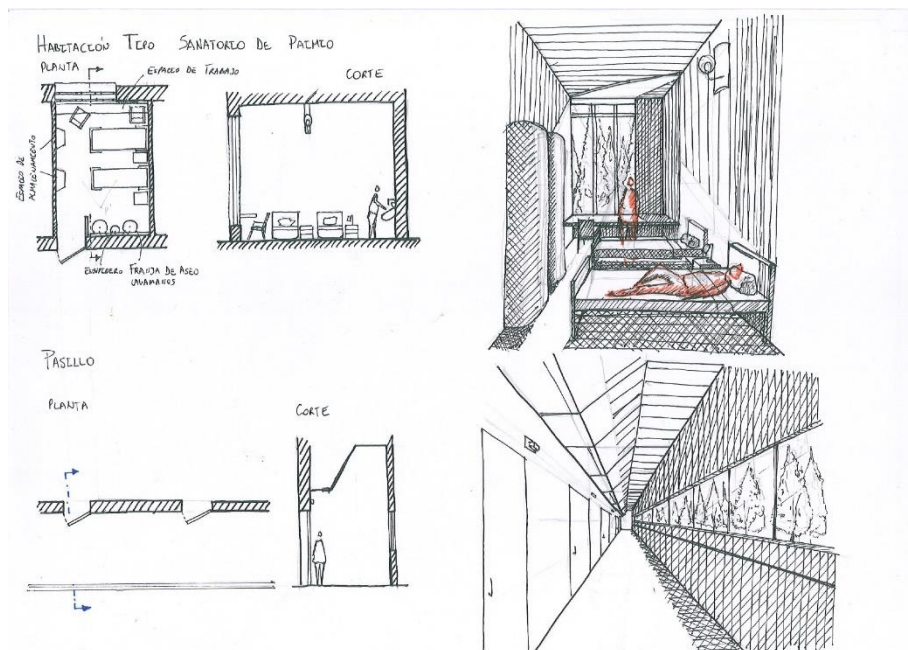 HABITACIÓN TIPO SANATORIO DE PAIMIO
PLANTA
ESPACIO DE TRABAJO
CORTE
ESPACIO DE
ALMACENAMIENTO
FRANJA DE ASEO
LAVAMANOS
PASILLO
PLANTA
CORTE